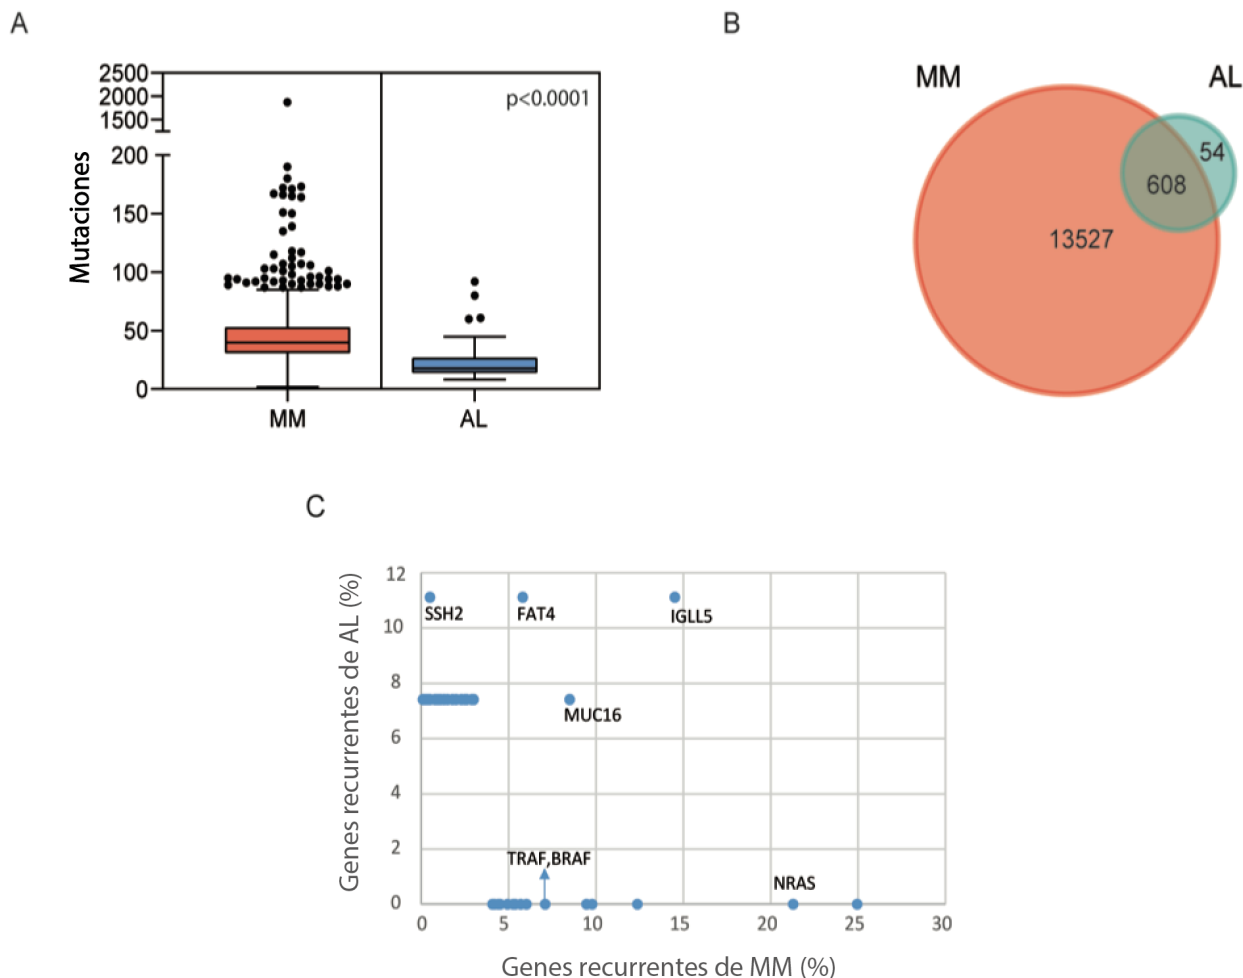 A
2500
2000
1500
200
150
100
50
0
Mutaciones
p<0.0001
MM
AL
B
MM
AL
54
608
13527
C
12
10
8
6
4
2
0
Genes recurrentes de AL (%)
SSH2
FAT4
IGLL5
MUC16
TRAF,BRAF
NRAS
0
5
10
15
20
25
30
Genes recurrentes de MM (%)